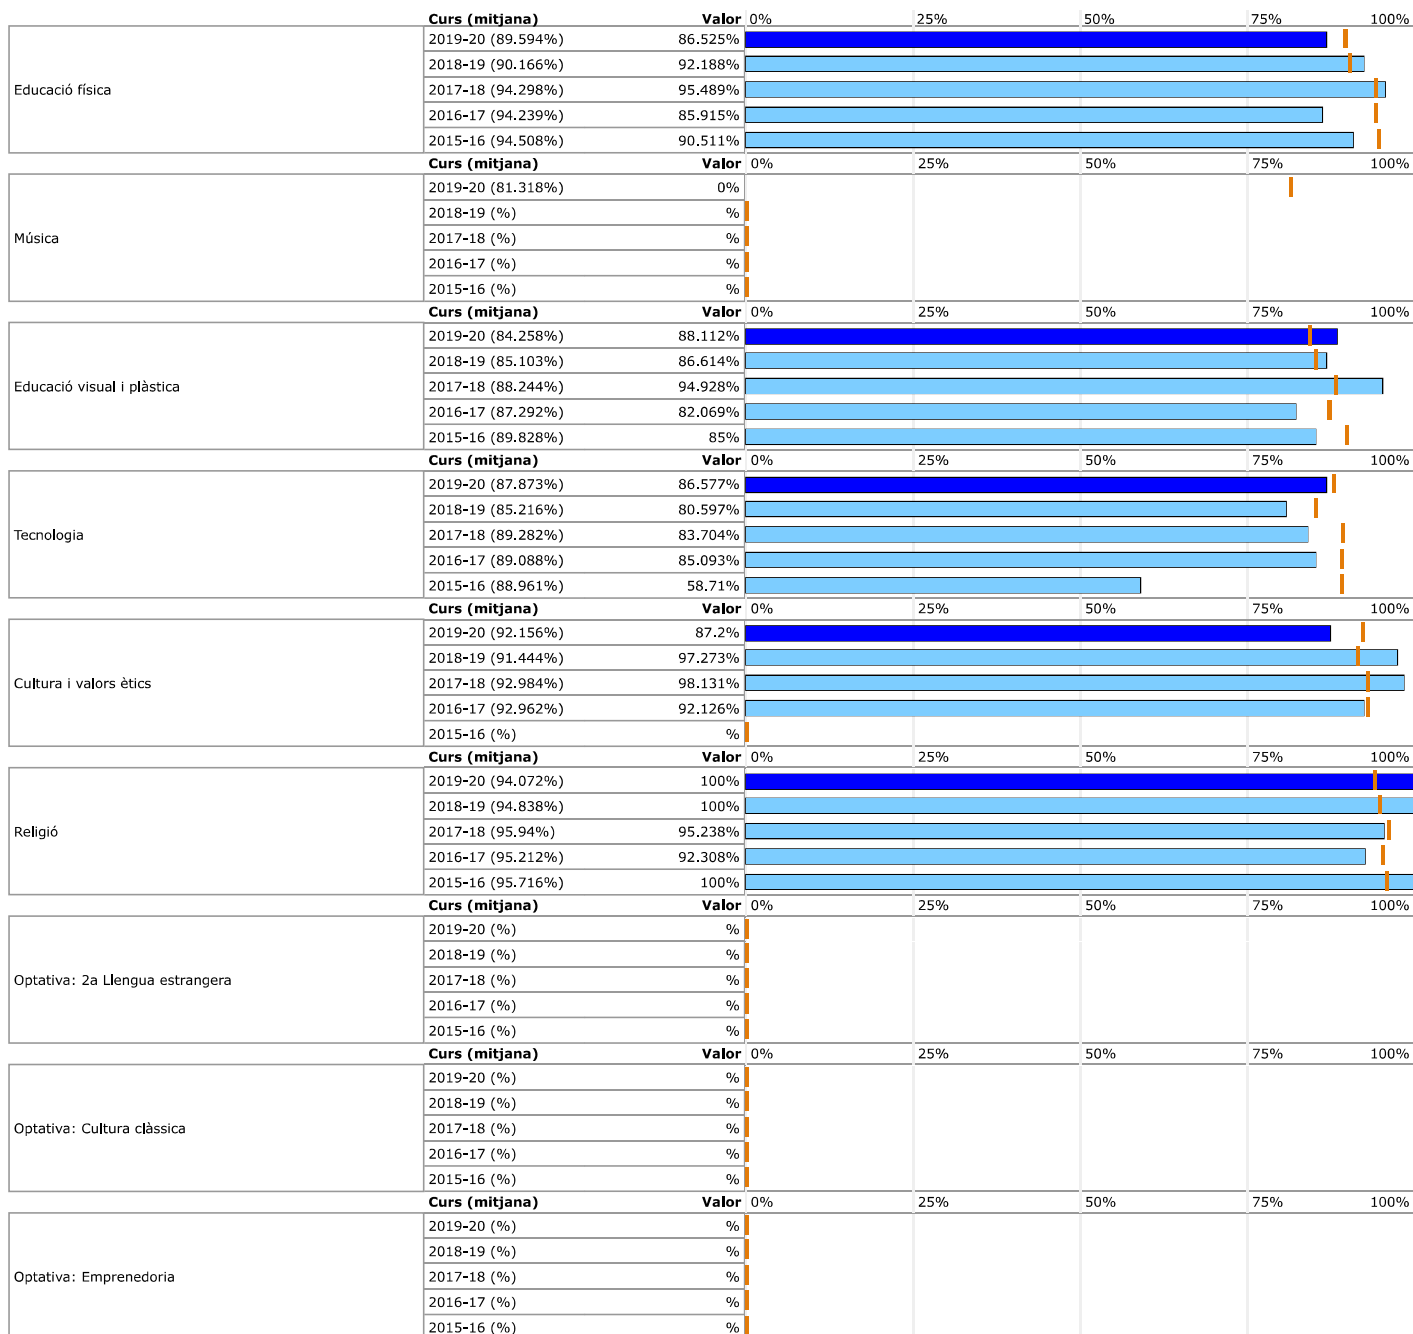 Curs (mitjana) Valor 0% 25% 50% 75% 100%
2019-20 (89.594%) 86.525%
2018-19 (90.166%) 92.188%
Educació física 2017-18 (94.298%) 95.489%
2016-17 (94.239%) 85.915%
2015-16 (94.508%) 90.511%
Curs (mitjana) Valor 0% 25% 50% 75% 100%
2019-20 (81.318%) 0%
2018-19 (%) %
Música 2017-18 (%) %
2016-17 (%) %
2015-16 (%) %
Curs (mitjana) Valor 0% 25% 50% 75% 100%
2019-20 (84.258%) 88.112%
2018-19 (85.103%) 86.614%
Educació visual i plàstica 2017-18 (88.244%) 94.928%
2016-17 (87.292%) 82.069%
2015-16 (89.828%) 85%
Curs (mitjana) Valor 0% 25% 50% 75% 100%
2019-20 (87.873%) 86.577%
2018-19 (85.216%) 80.597%
Tecnologia 2017-18 (89.282%) 83.704%
2016-17 (89.088%) 85.093%
2015-16 (88.961%) 58.71%
Curs (mitjana) Valor 0% 25% 50% 75% 100%
2019-20 (92.156%) 87.2%
2018-19 (91.444%) 97.273%
Cultura i valors ètics 2017-18 (92.984%) 98.131%
2016-17 (92.962%) 92.126%
2015-16 (%) %
Curs (mitjana) Valor 0% 25% 50% 75% 100%
2019-20 (94.072%) 100%
2018-19 (94.838%) 100%
Religió 2017-18 (95.94%) 95.238%
2016-17 (95.212%) 92.308%
2015-16 (95.716%) 100%
Curs (mitjana) Valor 0% 25% 50% 75% 100%
2019-20 (%) %
2018-19 (%) %
Optativa: 2a Llengua estrangera 2017-18 (%) %
2016-17 (%) %
2015-16 (%) %
Curs (mitjana) Valor 0% 25% 50% 75% 100%
2019-20 (%) %
2018-19 (%) %
Optativa: Cultura clàssica 2017-18 (%) %
2016-17 (%) %
2015-16 (%) %
Curs (mitjana) Valor 0% 25% 50% 75% 100%
2019-20 (%) %
2018-19 (%) %
Optativa: Emprenedoria 2017-18 (%) %
2016-17 (%) %
2015-16 (%) %